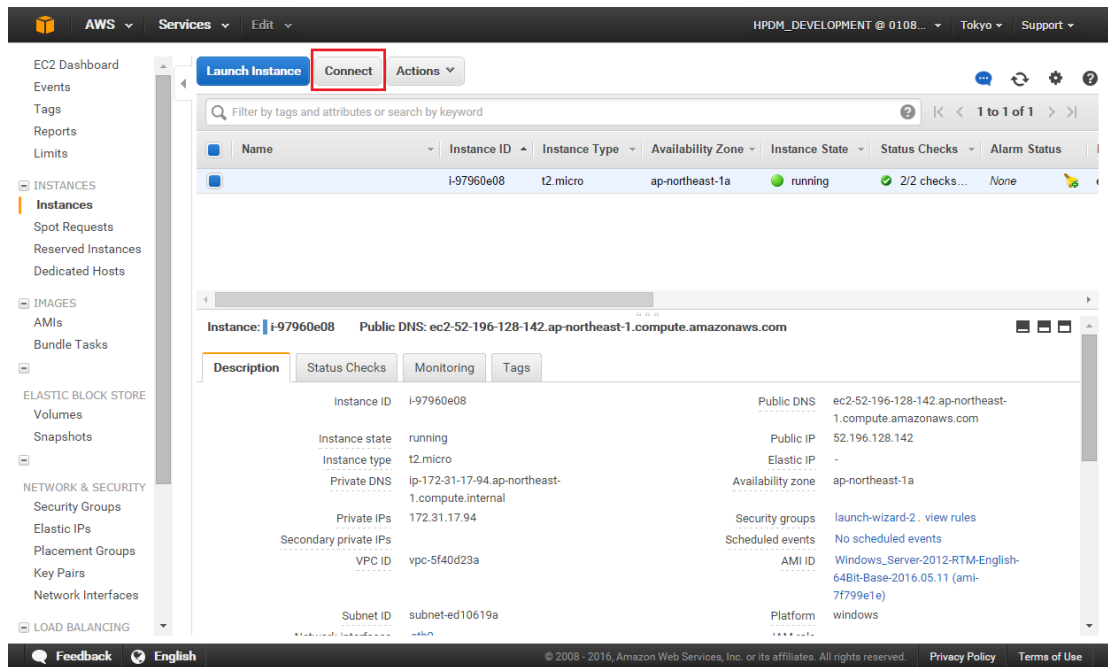 AWS Services Edit HPDM_DEVELOPMENT @ 0108... Tokyo Support
EC2 Dashboard
Events
Tags
Reports
Limits
INSTANCES
Instances
Spot Requests
Reserved Instances
Dedicated Hosts
IMAGES
AMIs
Bundle Tasks
ELASTIC BLOCK STORE
Volumes
Snapshots
NETWORK & SECURITY
Security Groups
Elastic IPs
Placement Groups
Key Pairs
Network Interfaces
LOAD BALANCING
Launch Instance Connect Actions
Filter by tags and attributes or search by keyword 1 to 1 of 1
Name Instance ID Instance Type Availability Zone Instance State Status Checks Alarm Status
i-97960e08 t2.micro ap-northeast-1a running 2/2 checks... None
Instance: i-97960e08 Public DNS: ec2-52-196-128-142.ap-northeast-1.compute.amazonaws.com
Description Status Checks Monitoring Tags
Instance ID i-97960e08
Instance state running
Instance type t2.micro
Private DNS ip-172-31-17-94.ap-northeast-
1.compute.internal
Private IPs 172.31.17.94
Secondary private IPs
VPC ID vpc-5f40d23a
Subnet ID subnet-ed10619a
Public DNS ec2-52-196-128-142.ap-northeast-
1.compute.amazonaws.com
Public IP 52.196.128.142
Elastic IP -
Availability zone ap-northeast-1a
Security groups launch-wizard-2. view rules
Scheduled events No scheduled events
AMI ID Windows_Server-2012-RTM-English-
64Bit-Base-2016.05.11 (ami-
7f799e1e)
Platform windows
Feedback English © 2008 - 2016, Amazon Web Services, Inc. or its affiliates. All rights reserved. Privacy Policy Terms of Use